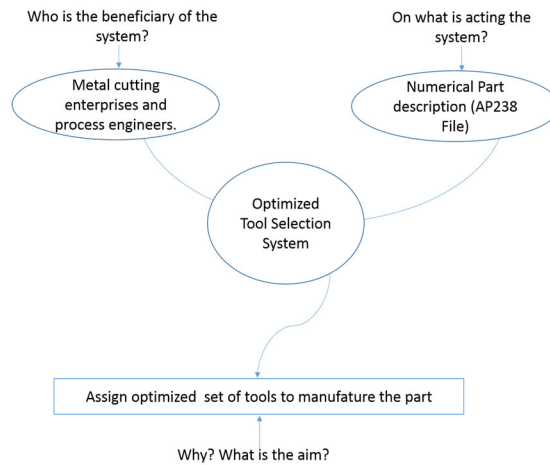 Who is the beneficiary of the
system?
On what is acting the
system?
Metal cutting
enterprises and
process engineers.
Numerical Part
description (AP238
File)
Optimized
Tool Selection
System
Assign optimized set of tools to manufature the part
Why? What is the aim?